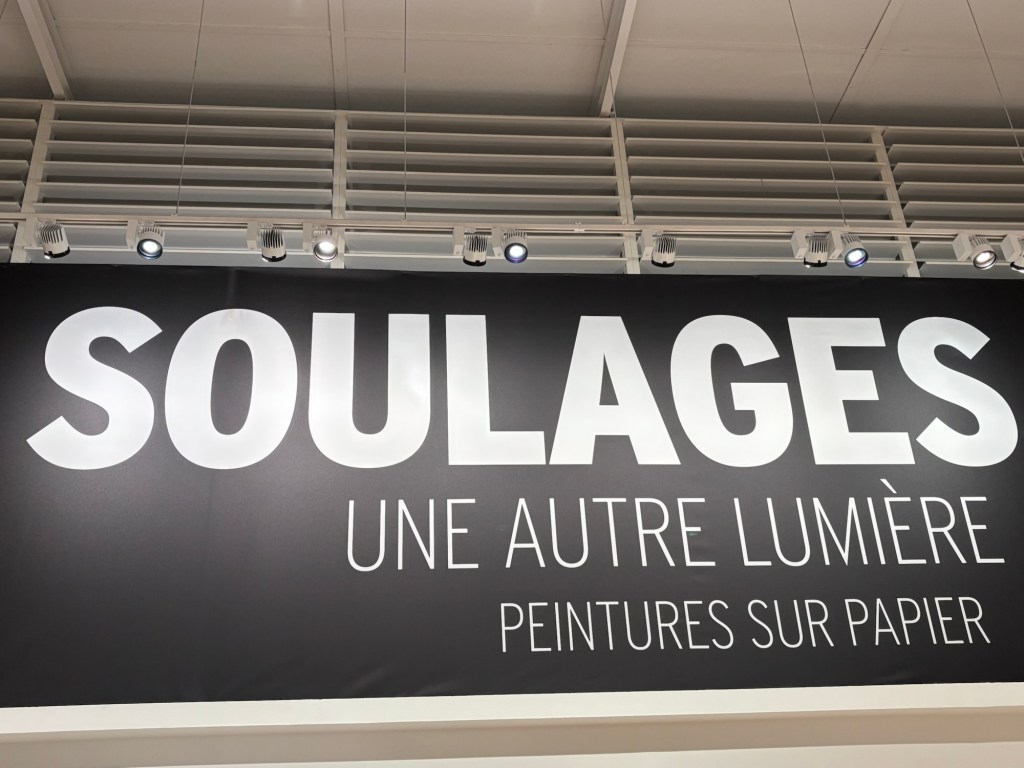 SOULAGES
UNE AUTRE LUMIÈRE
PEINTURES SUR PAPIER